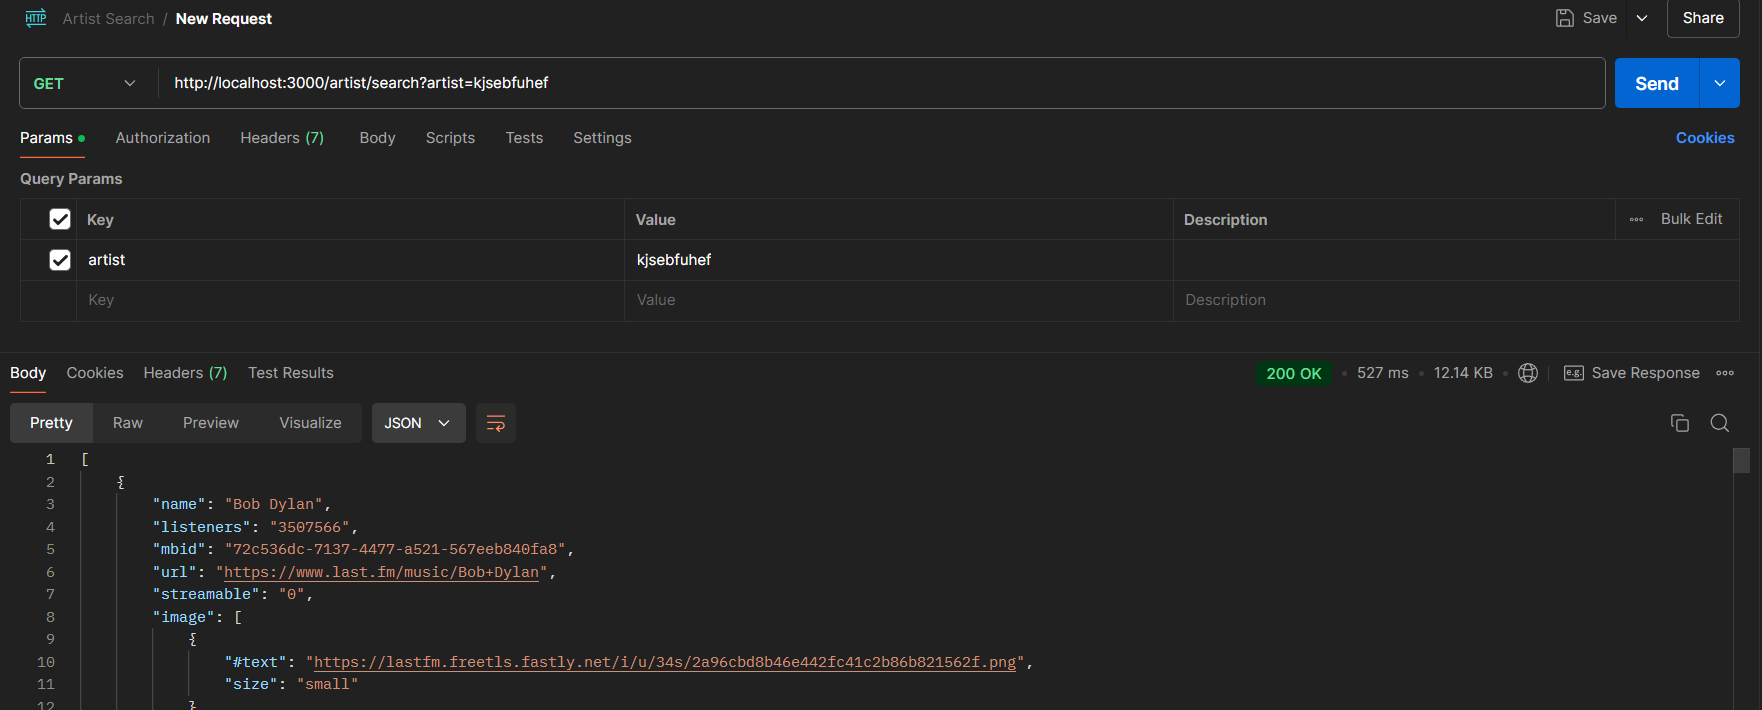 HTTP Artist Search / New Request Save Share
GET http://localhost:3000/artist/search?artist=kjsebfuhef Send
Params Authorization Headers (7) Body Scripts Tests Settings Cookies
Query Params
Key Value Description Bulk Edit
artist kjsebfuhef
Key Value Description
Body Cookies Headers (7) Test Results 200 OK 527 ms 12.14 KB e.g. Save Response
Pretty Raw Preview Visualize JSON
1 [
2 {
3 "name": "Bob Dylan",
4 "listeners": "3507566",
5 "mbid": "72c536dc-7137-4477-a521-567eeb840fa8",
6 "url": "https://www.last.fm/music/Bob+Dylan",
7 "streamable": "0",
8 "image": [
9 {
10 "#text": "https://lastfm.freetls.fastly.net/i/u/34s/2a96cbd8b46e442fc41c2b86b821562f.png",
11 "size": "small"
12 }